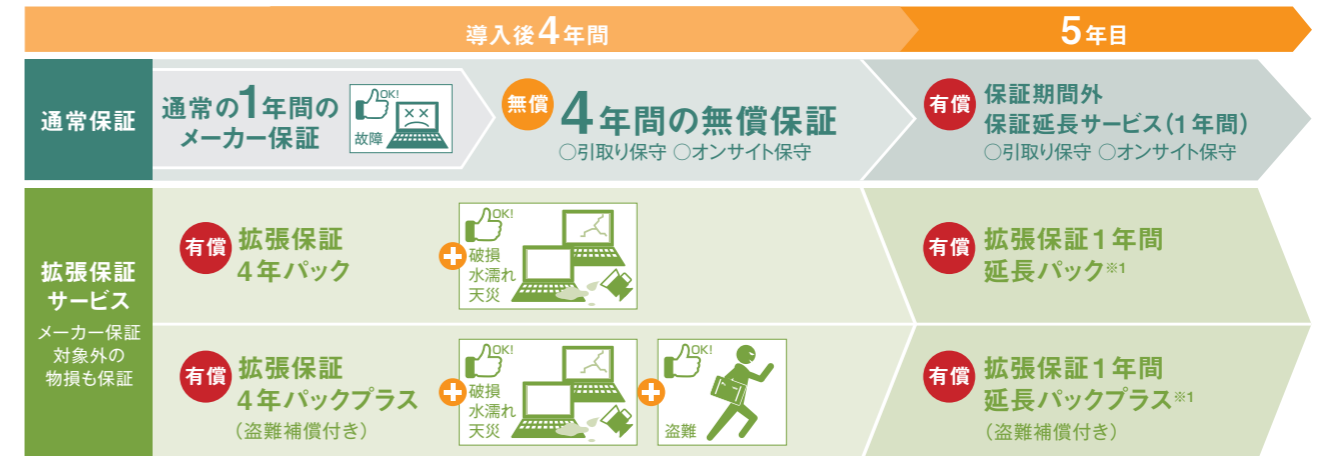 導入後4年間
5年目
通常保証
通常の1年間の
メーカー保証
OK!
故障
無償
4年間の無償保証
○引取り保守 ○オンサイト保守
有償
保証期間外
保証延長サービス(1年間)
○引取り保守 ○オンサイト保守
拡張保証
サービス
メーカー保証
対象外の
物損も保証
有償
拡張保証
4年パック
OK!
破損
水濡れ
天災
有償
拡張保証1年間
延長パック※1
有償
拡張保証
4年パックプラス
(盗難補償付き)
OK!
破損
水濡れ
天災
OK!
盗難
有償
拡張保証1年間
延長パックプラス※1
(盗難補償付き)